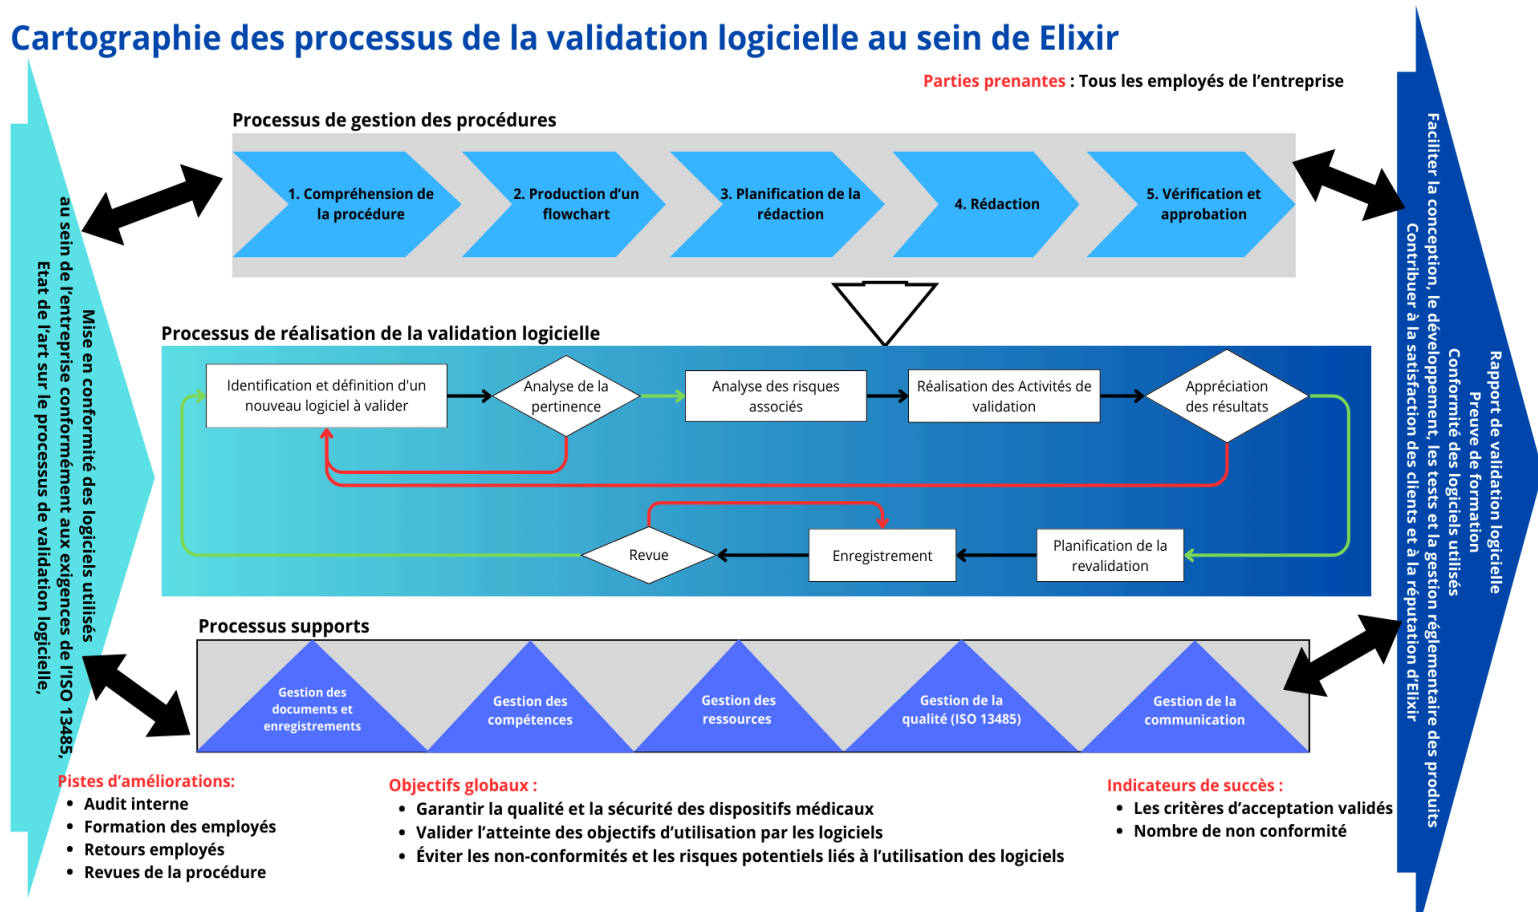 Cartographie des processus de la validation logicielle au sein de Elixir
Parties prenantes : Tous les employés de l'entreprise
Mise en conformité des logiciels utilisés
au sein de l'entreprise conformément aux exigences de l'ISO 13485,
Etat de l'art sur le processus de validation logicielle,
Processus de gestion des procédures
1. Compréhension de
la procédure
2. Production d'un
flowchart
3. Planification de la
rédaction
4. Rédaction
5. Vérification et
approbation
Processus de réalisation de la validation logicielle
Identification et définition d'un
nouveau logiciel à valider
Analyse de la
pertinence
Analyse des risques
associés
Réalisation des Activités de
validation
Appréciation
des résultats
Planification de la
revalidation
Enregistrement
Revue
Processus supports
Gestion des
documents et
enregistrements
Gestion des
compétences
Gestion des
ressources
Gestion de la
qualité (ISO 13485)
Gestion de la
communication
Rapport de validation logicielle
Preuve de formation
Conformité des logiciels utilisés
Faciliter la conception, le développement, les tests et la gestion réglementaire des produits
Contribuer à la satisfaction des clients et à la réputation d'Elixir
Pistes d'améliorations:
• Audit interne
• Formation des employés
• Retours employés
• Revues de la procédure
Objectifs globaux :
• Garantir la qualité et la sécurité des dispositifs médicaux
• Valider l'atteinte des objectifs d'utilisation par les logiciels
• Éviter les non-conformités et les risques potentiels liés à l'utilisation des logiciels
Indicateurs de succès :
• Les critères d'acceptation validés
• Nombre de non conformité